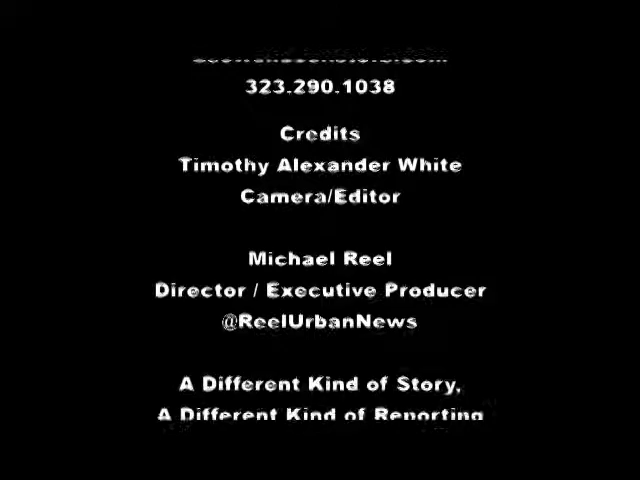 323.290.1038
Credits
Timothy Alexander White
Camera/Editor
Michael Reel
Director / Executive Producer
@ReelUrbanNews
A Different Kind of Story,
A Different Kind of Reporting